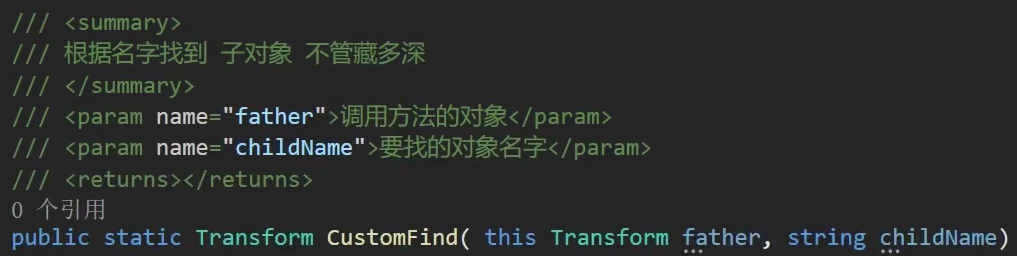 /// <summary>
/// 根据名字找到 子对象 不管藏多深
/// </summary>
/// <param name="father">调用方法的对象</param>
/// <param name="childName">要找的对象名字</param>
/// <returns></returns>
0 个引用
public static Transform CustomFind( this Transform father, string childName)